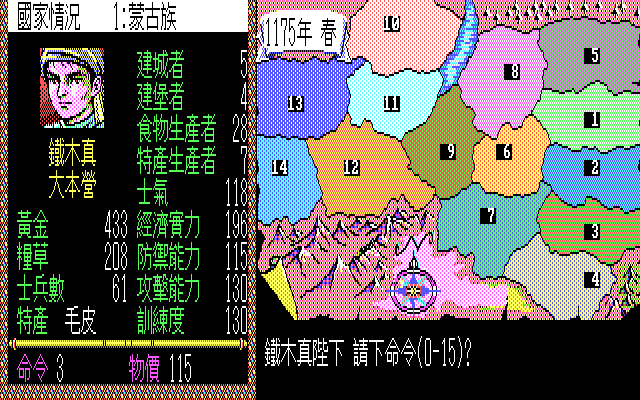 國家情況 1:蒙古族
建城者 5
建堡者 4
食物生產者 28
特產生產者 7
士氣 118
鐵木真
大本營
黃金 433 經濟實力 196
糧草 208 防禦能力 115
士兵數 61 攻擊能力 130
特產 毛皮 訓練度 130
命令 3 物價 115
1175年 春
10
5
8
13
11
1
9
6
14
12
2
7
3
4
鐵木真陛下 請下命令(0-15)?